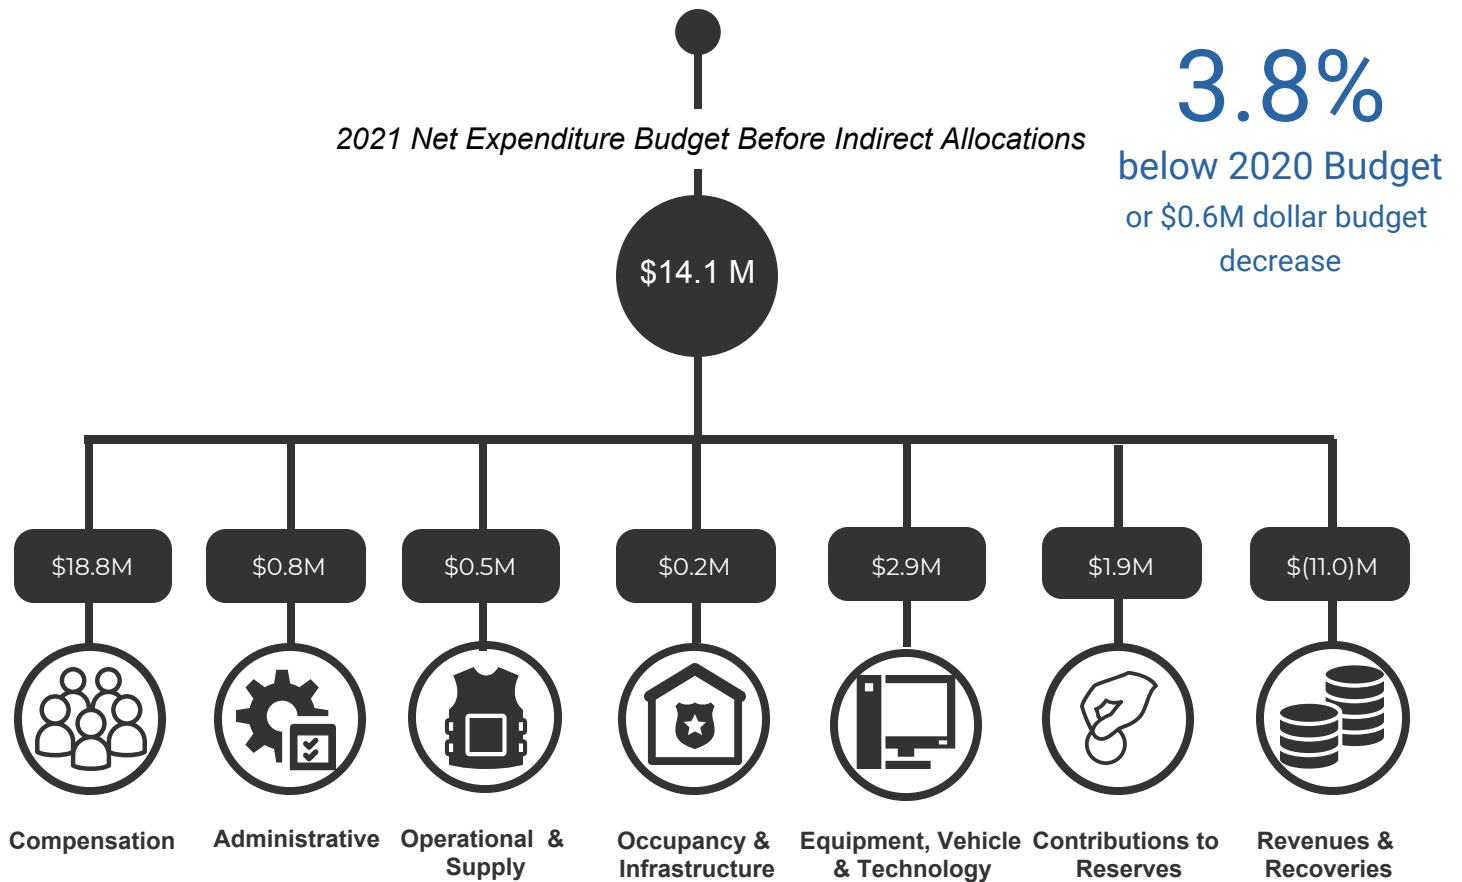 3.8%
below 2020 Budget
or $0.6M dollar budget
decrease
2021 Net Expenditure Budget Before Indirect Allocations
$14.1 M
$18.8M
$0.8M
$0.5M
$0.2M
$2.9M
$1.9M
$(11.0)M
Compensation
Administrative
Operational &
Supply
Occupancy &
Infrastructure
Equipment, Vehicle
& Technology
Contributions to
Reserves
Revenues &
Recoveries